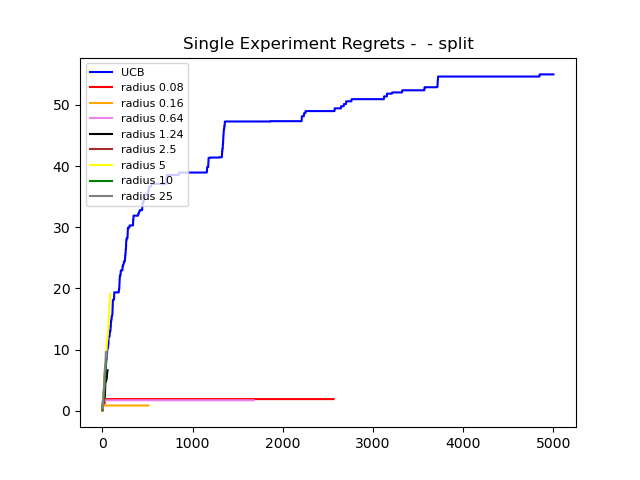 Single Experiment Regrets -  - split
UCB
radius 0.08
radius 0.16
radius 0.64
radius 1.24
radius 2.5
radius 5
radius 10
radius 25
50
40
30
20
10
0
0 1000 2000 3000 4000 5000